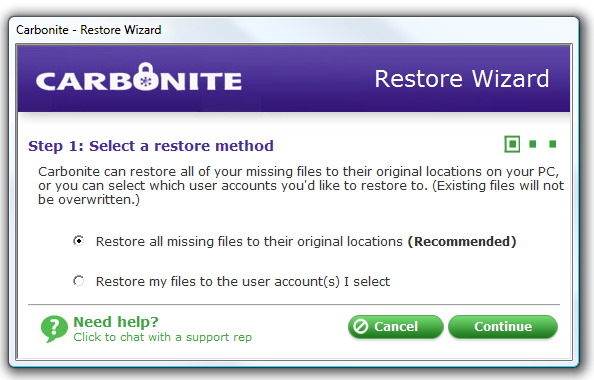 Carbonite - Restore Wizard
CARBONITE
Restore Wizard
Step 1: Select a restore method
Carbonite can restore all of your missing files to their original locations on your PC,
or you can select which user accounts you'd like to restore to. (Existing files will not
be overwritten.)
Restore all missing files to their original locations (Recommended)
Restore my files to the user account(s) I select
Need help?
Click to chat with a support rep
Cancel
Continue